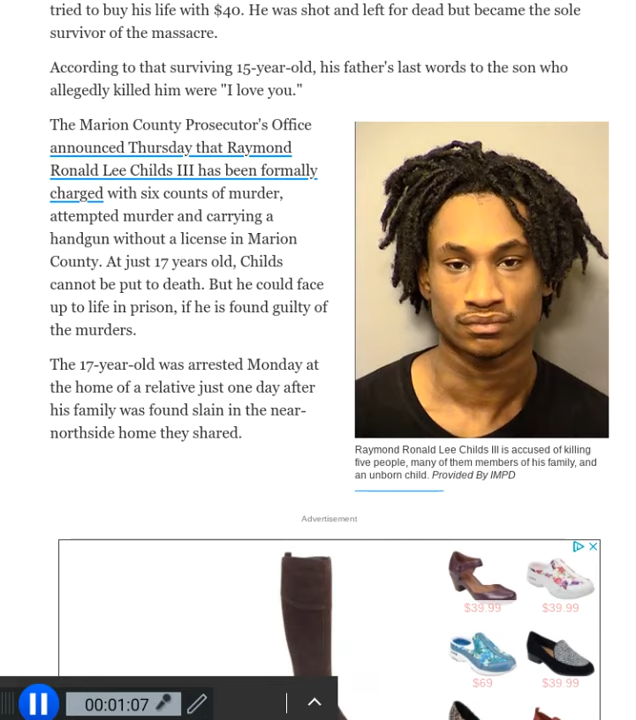 tried to buy his life with $40. He was shot and left for dead but became the sole
survivor of the massacre.
According to that surviving 15-year-old, his father's last words to the son who
allegedly killed him were "I love you."
The Marion County Prosecutor's Office
announced Thursday that Raymond
Ronald Lee Childs III has been formally
charged with six counts of murder,
attempted murder and carrying a
handgun without a license in Marion
County. At just 17 years old, Childs
cannot be put to death. But he could face
up to life in prison, if he is found guilty of
the murders.
The 17-year-old was arrested Monday at
the home of a relative just one day after
his family was found slain in the near-
northside home they shared.
Raymond Ronald Lee Childs III is accused of killing
five people, many of them members of his family, and
an unborn child. Provided By IMPD
Advertisement
$39.99
$39.99
$69
$39.99
00:01:07